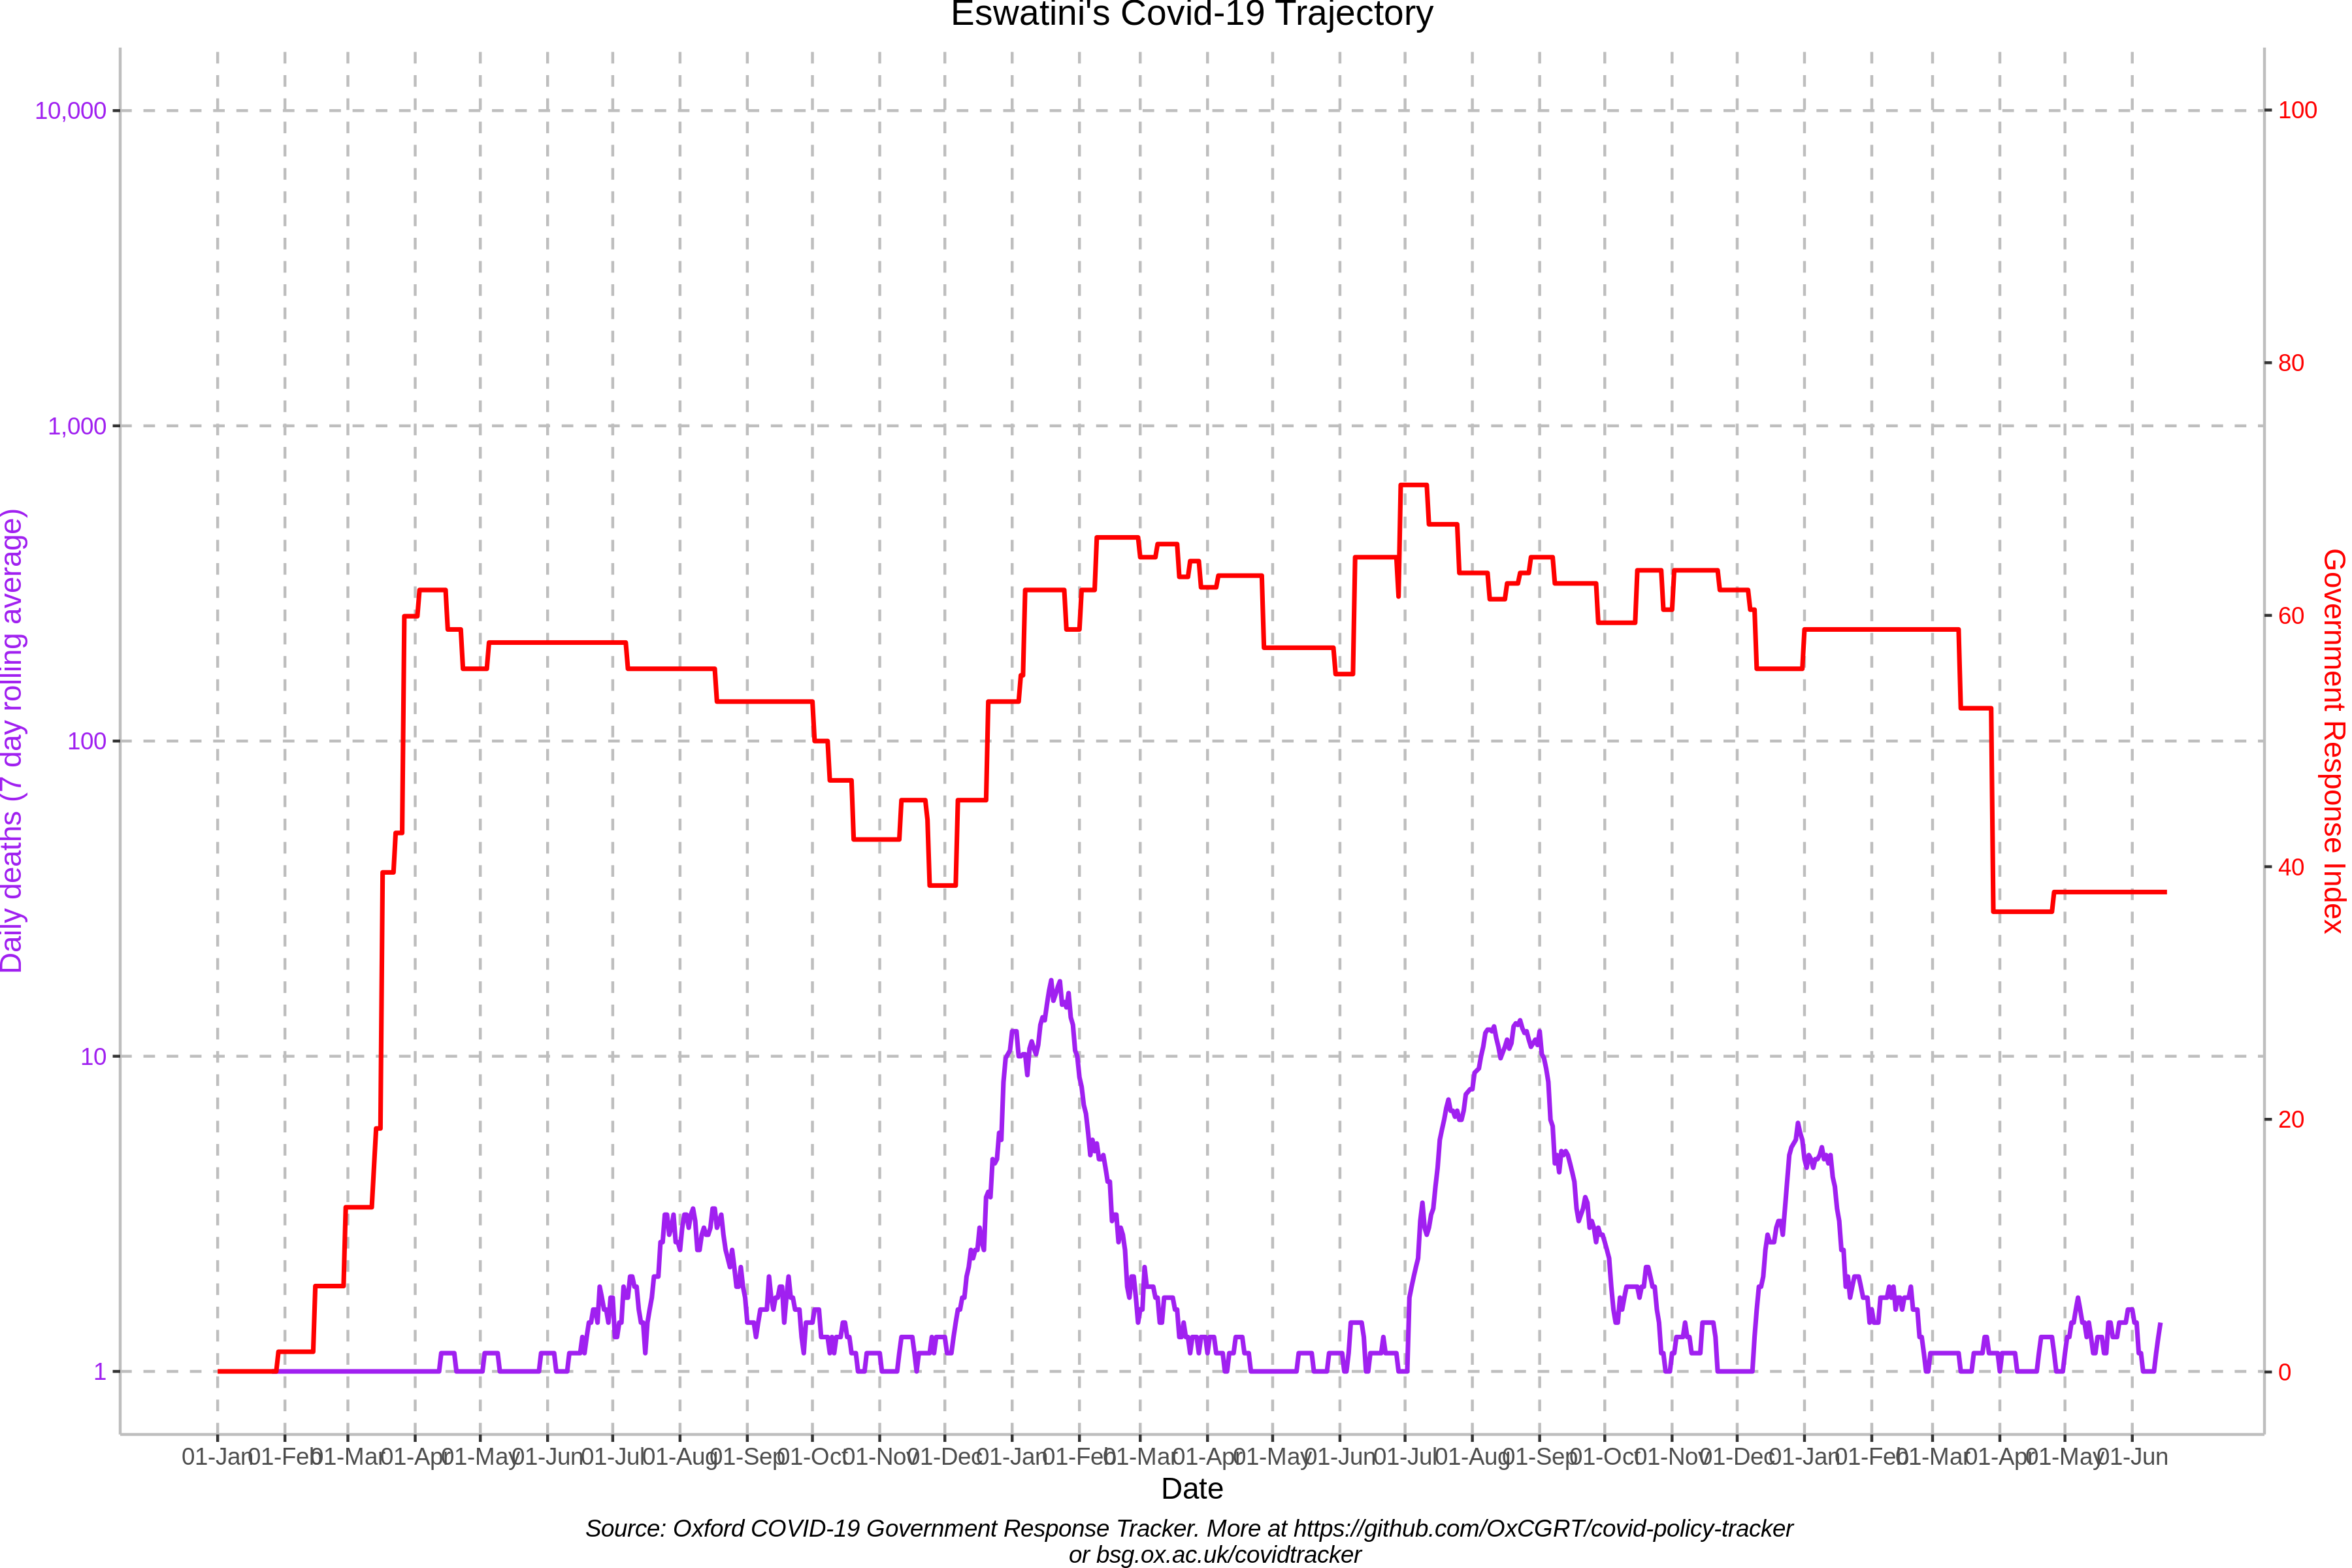 Eswatini's Covid-19 Trajectory
Daily deaths (7 day rolling average)
10,000
1,000
100
10
1
Government Response Index
100
80
60
40
20
0
01-Jan 01-Feb 01-Mar 01-Apr 01-May 01-Jun 01-Jul 01-Aug 01-Sep 01-Oct 01-Nov 01-Dec 01-Jan 01-Feb 01-Mar 01-Apr 01-May 01-Jun 01-Jul 01-Aug 01-Sep 01-Oct 01-Nov 01-Dec 01-Jan 01-Feb 01-Mar 01-Apr 01-May 01-Jun
Date
Source: Oxford COVID-19 Government Response Tracker. More at https://github.com/OxCGRT/covid-policy-tracker
or bsg.ox.ac.uk/covidtracker